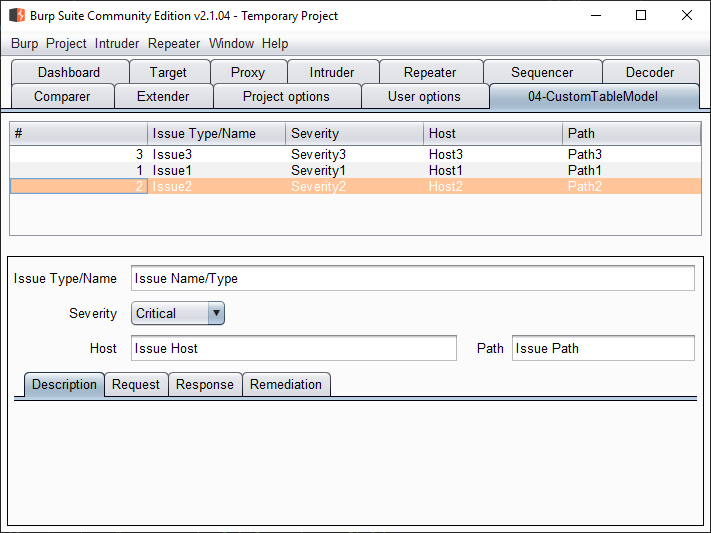 Burp Suite Community Edition v2.1.04 - Temporary Project
Burp Project Intruder Repeater Window Help
Dashboard Target Proxy Intruder Repeater Sequencer Decoder
Comparer Extender Project options User options 04-CustomTableModel
# Issue Type/Name Severity Host Path
3 Issue3 Severity3 Host3 Path3
1 Issue1 Severity1 Host1 Path1
2 Issue2 Severity2 Host2 Path2
Issue Type/Name Issue Name/Type
Severity Critical
Host Issue Host Path Issue Path
Description Request Response Remediation